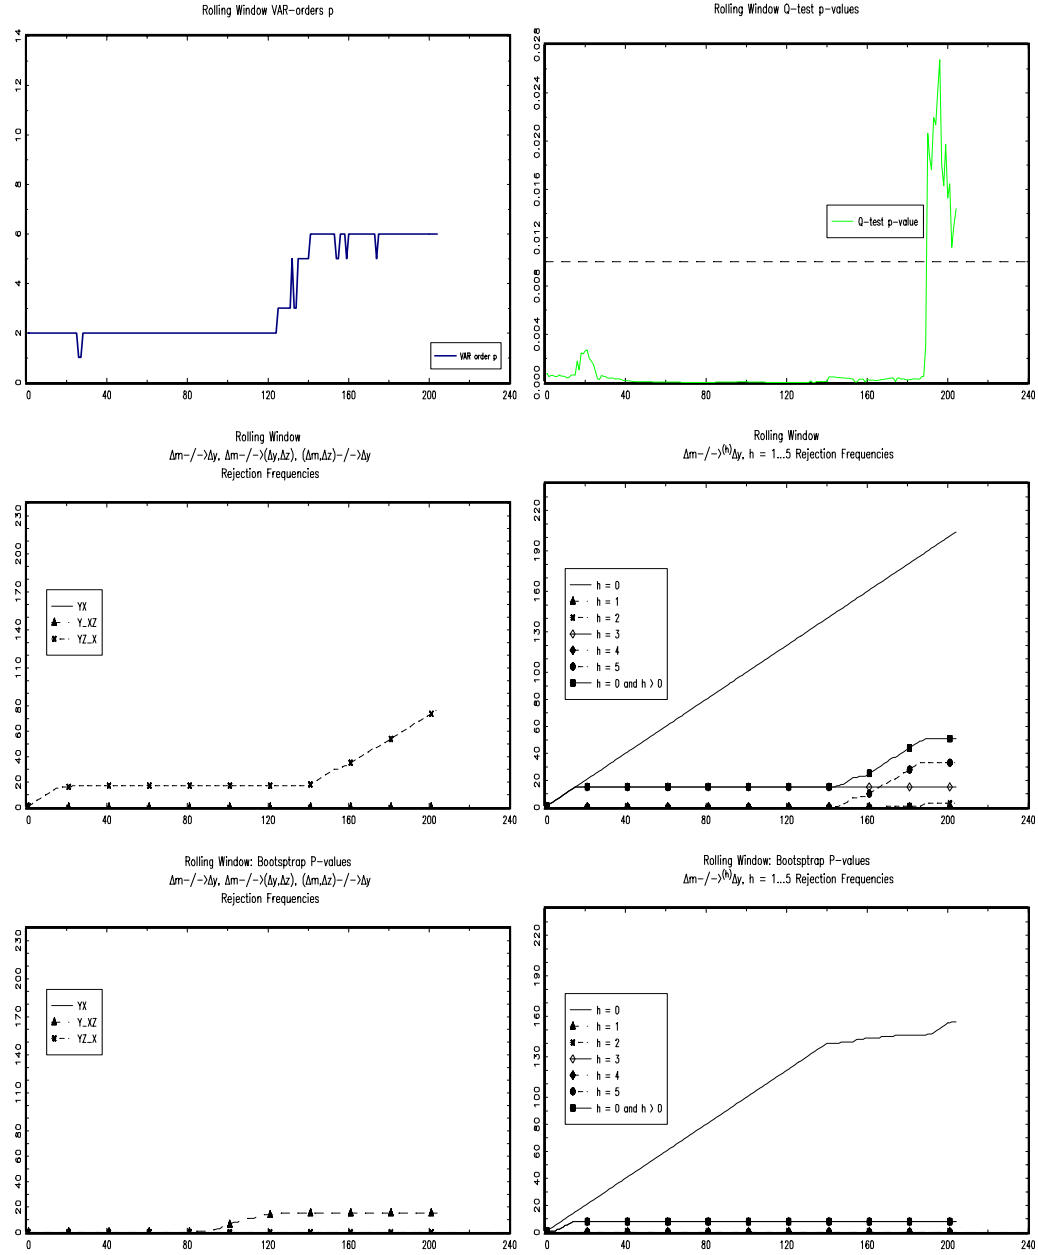 Rolling Window VAR-orders p
14
12
10
8
6
4
2
0
VAR order p
0 40 80 120 160 200 240
Rolling Window Q-test p-values
0.028
0.024
0.020
0.016
0.012
0.008
0.004
0.000
Q-test p-value
0 40 80 120 160 200 240
Rolling Window
Δm-/->Δy, Δm-/->(Δy,Δz), (Δm,Δz)-/->Δy
Rejection Frequencies
230
200
170
140
110
80
60
40
20
0
YX
Y_XZ
YZ_X
0 40 80 120 160 200 240
Rolling Window
Δm-/->(h)Δy, h = 1...5 Rejection Frequencies
220
190
160
130
100
80
60
40
20
0
h = 0
h = 1
h = 2
h = 3
h = 4
h = 5
h = 0 and h > 0
0 40 80 120 160 200 240
Rolling Window: Bootsptrap P-values
Δm-/->Δy, Δm-/->(Δy,Δz), (Δm,Δz)-/->Δy
Rejection Frequencies
230
200
170
140
110
80
60
40
20
0
YX
Y_XZ
YZ_X
0 40 80 120 160 200 240
Rolling Window: Bootsptrap P-values
Δm-/->(h)Δy, h = 1...5 Rejection Frequencies
220
190
160
130
100
80
60
40
20
0
h = 0
h = 1
h = 2
h = 3
h = 4
h = 5
h = 0 and h > 0
0 40 80 120 160 200 240